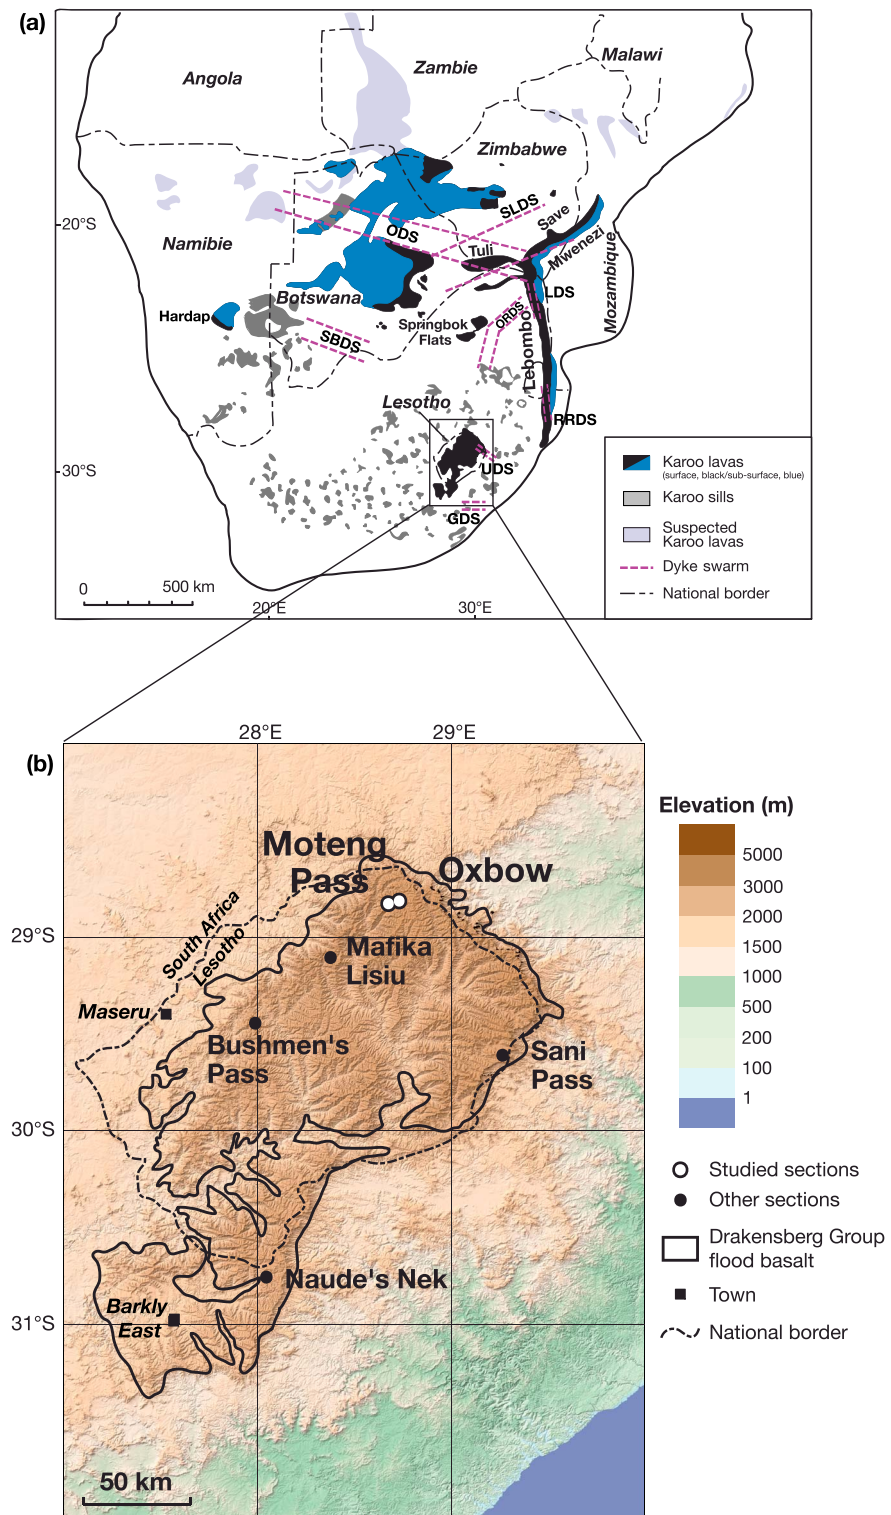 (a)
Angola
Zambie
Malawi
Zimbabwe
-20°S
Namibie
ODS
SLDS
Save
Tuli
Mwenezi
Mozambique
Botswana
LDS
Hardap
SBDS
Springbok
Flats
ORDS
Lebombo
Lesotho
RRDS
-30°S
UDS
GDS
0
500 km
20°E
30°E
Karoo lavas
(surface, black/sub-surface, blue)
Karoo sills
Suspected
Karoo lavas
Dyke swarm
National border
(b)
28°E
29°E
Moteng
Pass
Oxbow
South Africa
Lesotho
29°S
Mafika
Lisiu
Maseru
Bushmen's
Pass
Sani
Pass
30°S
Naude's Nek
Barkly
East
31°S
50 km
Elevation (m)
5000
3000
2000
1500
1000
500
200
100
1
Studied sections
Other sections
Drakensberg Group
flood basalt
Town
National border